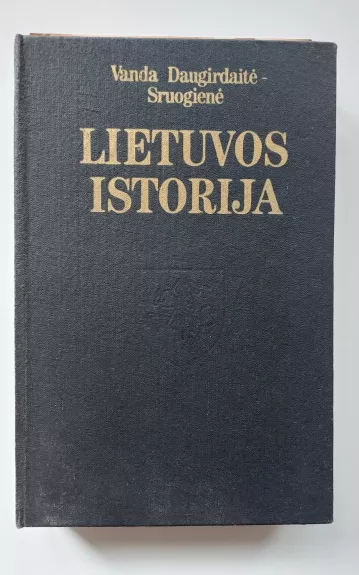 Vanda Daugirdaitė -
Sruogienė
LIETUVOS
ISTORIJA